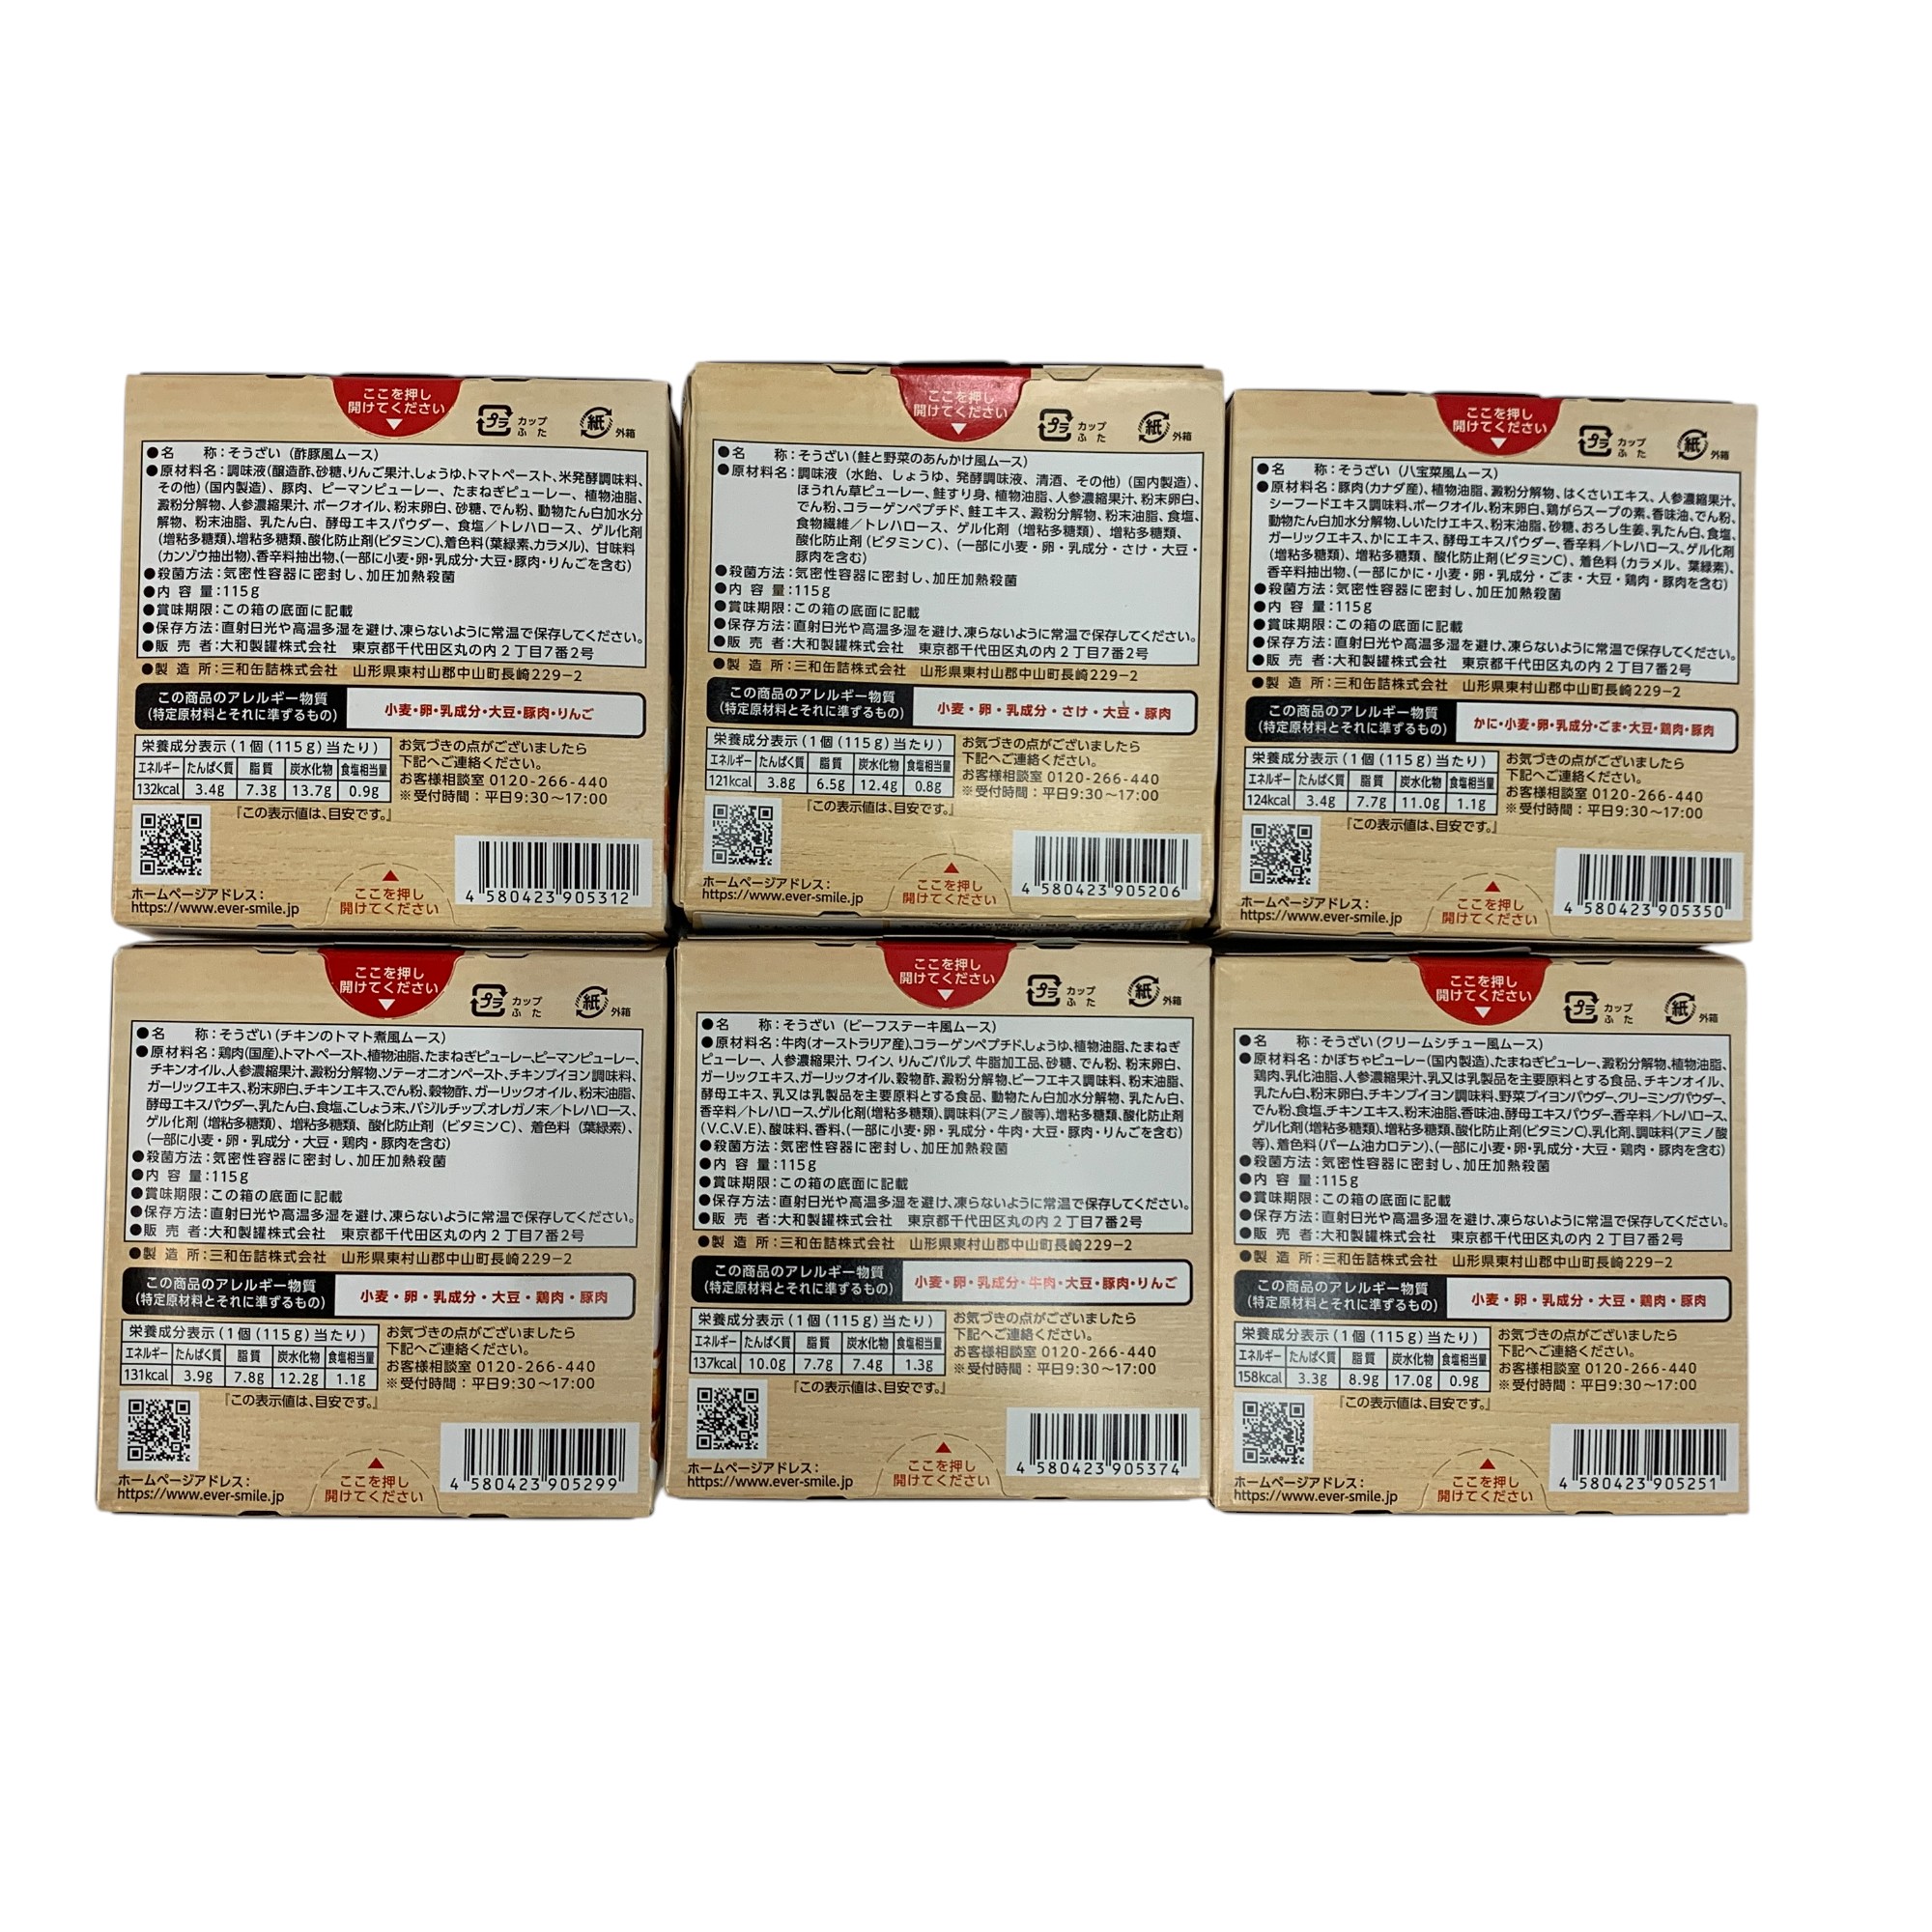 ここを押し
開けてください
プラ カップ ふた
紙 外箱
●名　　称：そうざい（酢豚風ムース）
●原材料名：調味液（醸造酢、砂糖、りんご果汁、しょうゆ、トマトペースト、米発酵調味料、
その他）（国内製造）、豚肉、ピーマンピューレー、たまねぎピューレー、植物油脂、
澱粉分解物、人参濃縮果汁、ポークオイル、粉末卵白、砂糖、でん粉、動物たん白加水分
解物、粉末油脂、乳たん白、酵母エキスパウダー、食塩／トレハロース、ゲル化剤
（増粘多糖類）、増粘多糖類、酸化防止剤（ビタミンC）、着色料（葉緑素、カラメル）、甘味料
（カンゾウ抽出物）、香辛料抽出物、（一部に小麦・卵・乳成分・大豆・豚肉・りんごを含む）
●殺菌方法：気密性容器に密封し、加圧加熱殺菌
●内 容 量：115g
●賞味期限：この箱の底面に記載
●保存方法：直射日光や高温多湿を避け、凍らないように常温で保存してください。
●販 売 者：大和製罐株式会社　東京都千代田区丸の内２丁目7番2号
●製 造 所：三和缶詰株式会社　山形県東村山郡中山町長崎229−2
この商品のアレルギー物質
（特定原材料とそれに準ずるもの）
小麦・卵・乳成分・大豆・豚肉・りんご
栄養成分表示（１個（115ｇ）当たり）
エネルギー たんぱく質 脂質 炭水化物 食塩相当量
132kcal 3.4g 7.3g 13.7g 0.9g
『この表示値は、目安です。』
お気づきの点がございましたら
下記へご連絡ください。
お客様相談室 0120-266-440
※受付時間：平日9:30～17:00
ホームページアドレス：
https://www.ever-smile.jp
ここを押し
開けてください
4 580423 905312
ここを押し
開けてください
プラ カップ ふた
紙 外箱
●名　　称：そうざい（鮭と野菜のあんかけ風ムース）
●原材料名：調味液（水飴、しょうゆ、発酵調味液、清酒、その他）（国内製造）、
ほうれん草ピューレー、鮭すり身、植物油脂、人参濃縮果汁、粉末卵白、
でん粉、コラーゲンペプチド、鮭エキス、澱粉分解物、粉末油脂、食塩、
食物繊維／トレハロース、ゲル化剤（増粘多糖類）、増粘多糖類、
酸化防止剤（ビタミンC）、（一部に小麦・卵・乳成分・さけ・大豆・
豚肉を含む）
●殺菌方法：気密性容器に密封し、加圧加熱殺菌
●内 容 量：115g
●賞味期限：この箱の底面に記載
●保存方法：直射日光や高温多湿を避け、凍らないように常温で保存してください。
●販 売 者：大和製罐株式会社　東京都千代田区丸の内２丁目7番2号
●製 造 所：三和缶詰株式会社　山形県東村山郡中山町長崎229−2
この商品のアレルギー物質
（特定原材料とそれに準ずるもの）
小麦・卵・乳成分・さけ・大豆・豚肉
栄養成分表示（１個（115ｇ）当たり）
エネルギー たんぱく質 脂質 炭水化物 食塩相当量
121kcal 3.8g 6.5g 12.4g 0.8g
『この表示値は、目安です。』
お気づきの点がございましたら
下記へご連絡ください。
お客様相談室 0120-266-440
※受付時間：平日9:30～17:00
ホームページアドレス：
https://www.ever-smile.jp
ここを押し
開けてください
4 580423 905206
ここを押し
開けてください
プラ カップ ふた
紙 外箱
●名　　称：そうざい（八宝菜風ムース）
●原材料名：豚肉（カナダ産）、植物油脂、澱粉分解物、はくさいエキス、人参濃縮果汁、
シーフードエキス調味料、ポークオイル、粉末卵白、鶏がらスープの素、香味油、でん粉、
動物たん白加水分解物、しいたけエキス、粉末油脂、砂糖、おろし生姜、乳たん白、食塩、
ガーリックエキス、かにエキス、酵母エキスパウダー、香辛料／トレハロース、ゲル化剤
（増粘多糖類）、増粘多糖類、酸化防止剤（ビタミンC）、着色料（カラメル、葉緑素）、
香辛料抽出物、（一部にかに・小麦・卵・乳成分・ごま・大豆・鶏肉・豚肉を含む）
●殺菌方法：気密性容器に密封し、加圧加熱殺菌
●内 容 量：115g
●賞味期限：この箱の底面に記載
●保存方法：直射日光や高温多湿を避け、凍らないように常温で保存してください。
●販 売 者：大和製罐株式会社　東京都千代田区丸の内２丁目7番2号
●製 造 所：三和缶詰株式会社　山形県東村山郡中山町長崎229−2
この商品のアレルギー物質
（特定原材料とそれに準ずるもの）
かに・小麦・卵・乳成分・ごま・大豆・鶏肉・豚肉
栄養成分表示（１個（115ｇ）当たり）
エネルギー たんぱく質 脂質 炭水化物 食塩相当量
124kcal 3.4g 7.7g 11.0g 1.1g
『この表示値は、目安です。』
お気づきの点がございましたら
下記へご連絡ください。
お客様相談室 0120-266-440
※受付時間：平日9:30～17:00
ホームページアドレス：
https://www.ever-smile.jp
ここを押し
開けてください
4 580423 905350
ここを押し
開けてください
プラ カップ ふた
紙 外箱
●名　　称：そうざい（チキンのトマト煮風ムース）
●原材料名：鶏肉（国産）、トマトペースト、植物油脂、たまねぎピューレー、ピーマンピューレー、
チキンオイル、人参濃縮果汁、澱粉分解物、ソテーオニオンペースト、チキンブイヨン調味料、
ガーリックエキス、粉末卵白、チキンエキス、でん粉、穀物酢、ガーリックオイル、粉末油脂、
酵母エキスパウダー、乳たん白、食塩、こしょう末、バジルチップ、オレガノ末／トレハロース、
ゲル化剤（増粘多糖類）、増粘多糖類、酸化防止剤（ビタミンC）、着色料（葉緑素）、
（一部に小麦・卵・乳成分・大豆・鶏肉・豚肉を含む）
●殺菌方法：気密性容器に密封し、加圧加熱殺菌
●内 容 量：115g
●賞味期限：この箱の底面に記載
●保存方法：直射日光や高温多湿を避け、凍らないように常温で保存してください。
●販 売 者：大和製罐株式会社　東京都千代田区丸の内２丁目7番2号
●製 造 所：三和缶詰株式会社　山形県東村山郡中山町長崎229−2
この商品のアレルギー物質
（特定原材料とそれに準ずるもの）
小麦・卵・乳成分・大豆・鶏肉・豚肉
栄養成分表示（１個（115ｇ）当たり）
エネルギー たんぱく質 脂質 炭水化物 食塩相当量
131kcal 3.9g 7.8g 12.2g 1.1g
『この表示値は、目安です。』
お気づきの点がございましたら
下記へご連絡ください。
お客様相談室 0120-266-440
※受付時間：平日9:30～17:00
ホームページアドレス：
https://www.ever-smile.jp
ここを押し
開けてください
4 580423 905299
ここを押し
開けてください
プラ カップ ふた
紙 外箱
●名　　称：そうざい（ビーフステーキ風ムース）
●原材料名：牛肉（オーストラリア産）、コラーゲンペプチド、しょうゆ、植物油脂、たまねぎ
ピューレー、人参濃縮果汁、ワイン、りんごパルプ、牛脂加工品、砂糖、でん粉、粉末卵白、
ガーリックエキス、ガーリックオイル、穀物酢、澱粉分解物、ビーフエキス調味料、粉末油脂、
酵母エキス、乳又は乳製品を主要原料とする食品、動物たん白加水分解物、乳たん白、
香辛料／トレハロース、ゲル化剤（増粘多糖類）、調味料（アミノ酸等）、増粘多糖類、酸化防止剤
（V.C、V.E）、酸味料、香料、（一部に小麦・卵・乳成分・牛肉・大豆・豚肉・りんごを含む）
●殺菌方法：気密性容器に密封し、加圧加熱殺菌
●内 容 量：115g
●賞味期限：この箱の底面に記載
●保存方法：直射日光や高温多湿を避け、凍らないように常温で保存してください。
●販 売 者：大和製罐株式会社　東京都千代田区丸の内２丁目7番2号
●製 造 所：三和缶詰株式会社　山形県東村山郡中山町長崎229−2
この商品のアレルギー物質
（特定原材料とそれに準ずるもの）
小麦・卵・乳成分・牛肉・大豆・豚肉・りんご
栄養成分表示（１個（115ｇ）当たり）
エネルギー たんぱく質 脂質 炭水化物 食塩相当量
137kcal 10.0g 7.7g 7.4g 1.3g
『この表示値は、目安です。』
お気づきの点がございましたら
下記へご連絡ください。
お客様相談室 0120-266-440
※受付時間：平日9:30～17:00
ホームページアドレス：
https://www.ever-smile.jp
ここを押し
開けてください
4 580423 905374
ここを押し
開けてください
プラ カップ ふた
紙 外箱
●名　　称：そうざい（クリームシチュー風ムース）
●原材料名：かぼちゃピューレー（国内製造）、たまねぎピューレー、澱粉分解物、植物油脂、
鶏肉、乳化油脂、人参濃縮果汁、乳又は乳製品を主要原料とする食品、チキンオイル、
乳たん白、粉末卵白、チキンブイヨン調味料、野菜ブイヨンパウダー、クリーミングパウダー、
でん粉、食塩、チキンエキス、粉末油脂、香味油、酵母エキスパウダー、香辛料／トレハロース、
ゲル化剤（増粘多糖類）、増粘多糖類、酸化防止剤（ビタミンC）、乳化剤、調味料（アミノ酸
等）、着色料（パーム油カロテン）、（一部に小麦・卵・乳成分・大豆・鶏肉・豚肉を含む）
●殺菌方法：気密性容器に密封し、加圧加熱殺菌
●内 容 量：115g
●賞味期限：この箱の底面に記載
●保存方法：直射日光や高温多湿を避け、凍らないように常温で保存してください。
●販 売 者：大和製罐株式会社　東京都千代田区丸の内２丁目7番2号
●製 造 所：三和缶詰株式会社　山形県東村山郡中山町長崎229−2
この商品のアレルギー物質
（特定原材料とそれに準ずるもの）
小麦・卵・乳成分・大豆・鶏肉・豚肉
栄養成分表示（１個（115ｇ）当たり）
エネルギー たんぱく質 脂質 炭水化物 食塩相当量
158kcal 3.3g 8.9g 17.0g 0.9g
『この表示値は、目安です。』
お気づきの点がございましたら
下記へご連絡ください。
お客様相談室 0120-266-440
※受付時間：平日9:30～17:00
ホームページアドレス：
https://www.ever-smile.jp
ここを押し
開けてください
4 580423 905251